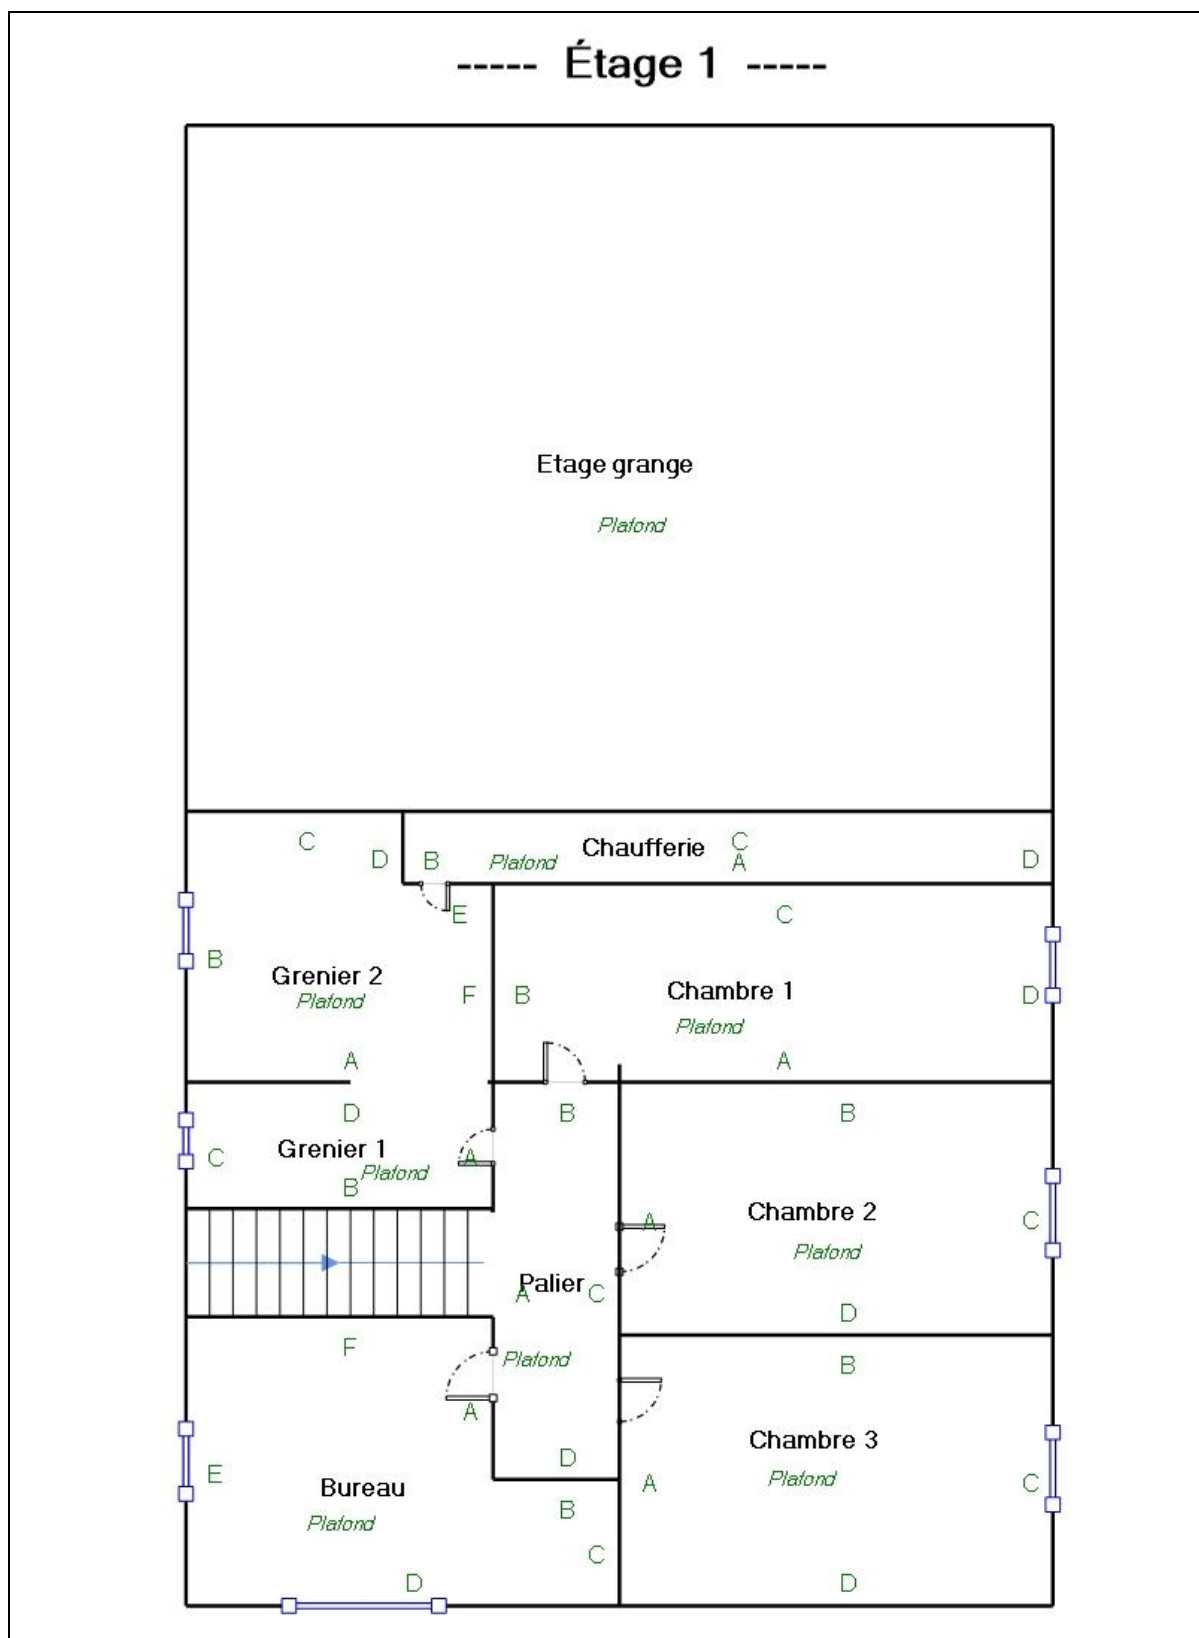 ----- Étage 1 -----
Etage grange
Plafond
C
D
B
Plafond
Chaufferie
C
A
D
E
C
B
Grenier 2
Plafond
F
B
Chambre 1
Plafond
D
A
A
D
B
B
Grenier 1
C
Plafond
A
B
A
Chambre 2
Plafond
C
D
Palier
A
C
Plafond
D
F
A
E
Bureau
Plafond
B
C
D
B
Chambre 3
Plafond
A
C
D